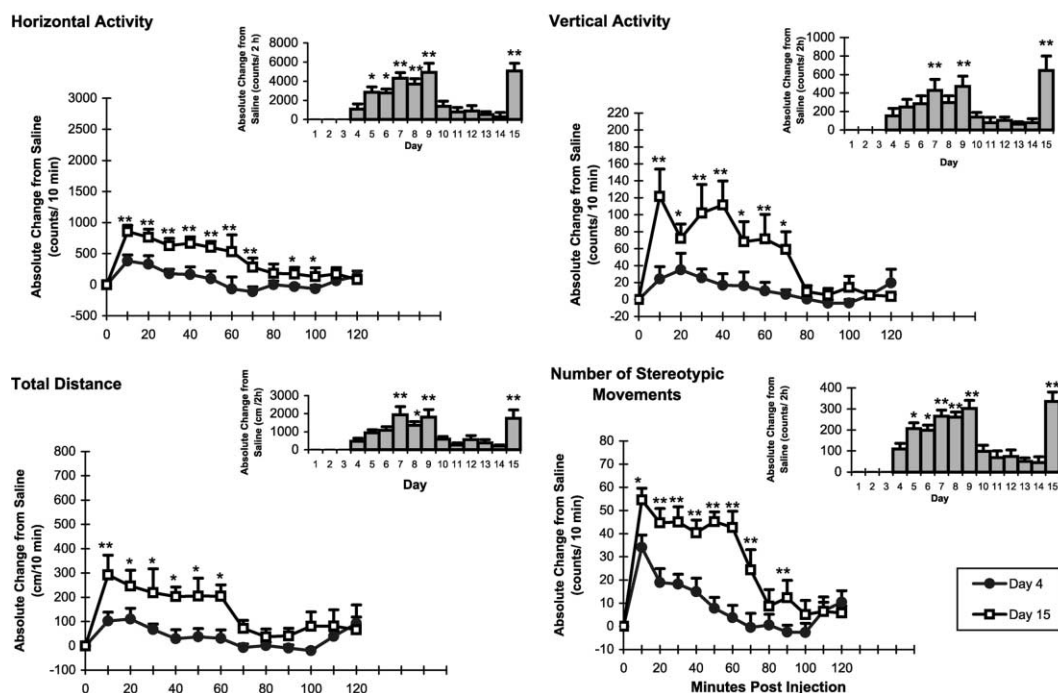 Horizontal Activity
Absolute Change from
Saline (counts/ 2 h)
8000
6000
4000
2000
0
* * ** ** ** **
1 2 3 4 5 6 7 8 9 10 11 12 13 14 15
Day
Absolute Change from Saline
(counts/ 10 min)
3000
2500
2000
1500
1000
500
0
-500
** ** ** ** ** ** ** * *
0 20 40 60 80 100 120
Vertical Activity
Absolute Change from
Saline (counts/ 2h)
1000
800
600
400
200
0
** ** **
1 2 3 4 5 6 7 8 9 10 11 12 13 14 15
Day
Absolute Change from Saline
(counts/ 10 min)
220
200
180
160
140
120
100
80
60
40
20
0
-20
** * ** ** * ** *
0 20 40 60 80 100 120
Total Distance
Absolute Change from
Saline (cm /2h)
3000
2000
1000
0
** * ** **
1 2 3 4 5 6 7 8 9 10 11 12 13 14 15
Day
Absolute Change from Saline
(cm/10 min)
800
700
600
500
400
300
200
100
0
-100
** * * * * *
0 20 40 60 80 100 120
Number of Stereotypic
Movements
Absolute Change from
Saline (counts/ 2h)
400
300
200
100
0
* * ** ** ** **
1 2 3 4 5 6 7 8 9 10 11 12 13 14 15
Day
Absolute Change from Saline
(counts/ 10 min)
80
70
60
50
40
30
20
10
0
-10
* ** ** ** ** ** ** **
0 20 40 60 80 100 120
Minutes Post Injection
Day 4
Day 15